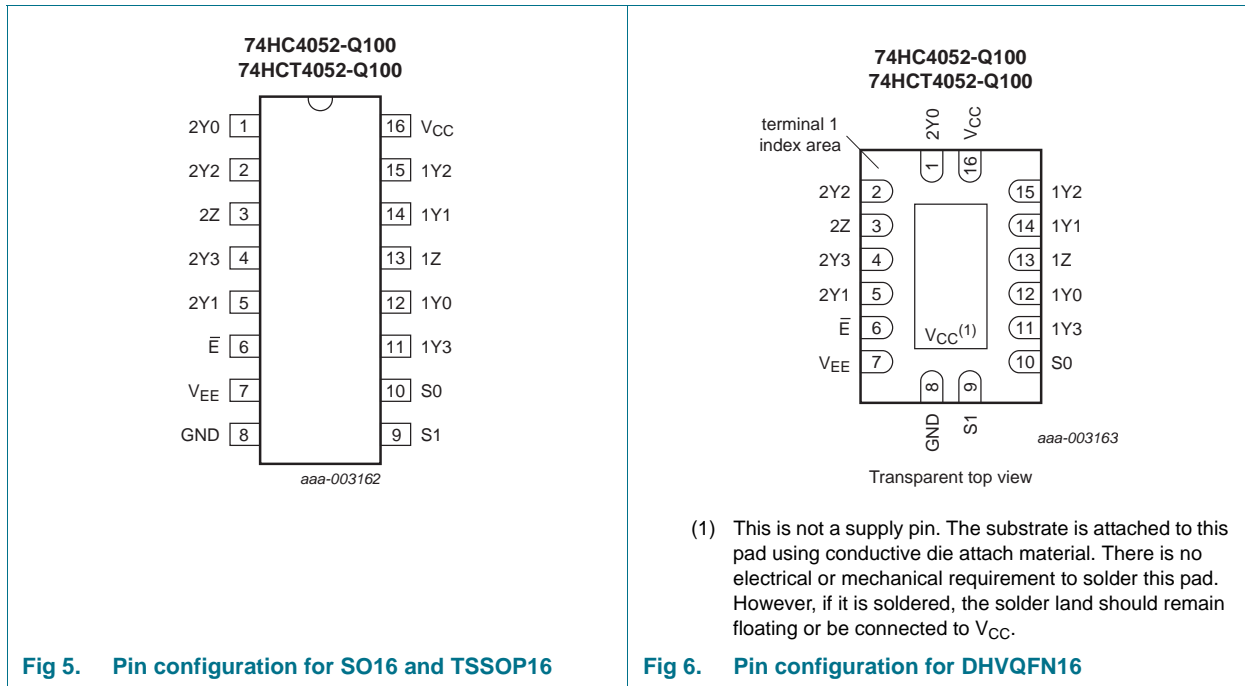 74HC4052-Q100
74HCT4052-Q100
2Y0 1 16 VCC
2Y2 2 15 1Y2
2Z 3 14 1Y1
2Y3 4 13 1Z
2Y1 5 12 1Y0
E̅ 6 11 1Y3
VEE 7 10 S0
GND 8 9 S1
aaa-003162
Fig 5. Pin configuration for SO16 and TSSOP16
74HC4052-Q100
74HCT4052-Q100
terminal 1
index area
2Y0 VCC
1 16
2Y2 2 15 1Y2
2Z 3 14 1Y1
2Y3 4 13 1Z
2Y1 5 12 1Y0
E̅ 6 11 1Y3
VCC(1)
VEE 7 10 S0
8 9
GND S1
aaa-003163
Transparent top view
(1) This is not a supply pin. The substrate is attached to this
pad using conductive die attach material. There is no
electrical or mechanical requirement to solder this pad.
However, if it is soldered, the solder land should remain
floating or be connected to VCC.
Fig 6. Pin configuration for DHVQFN16